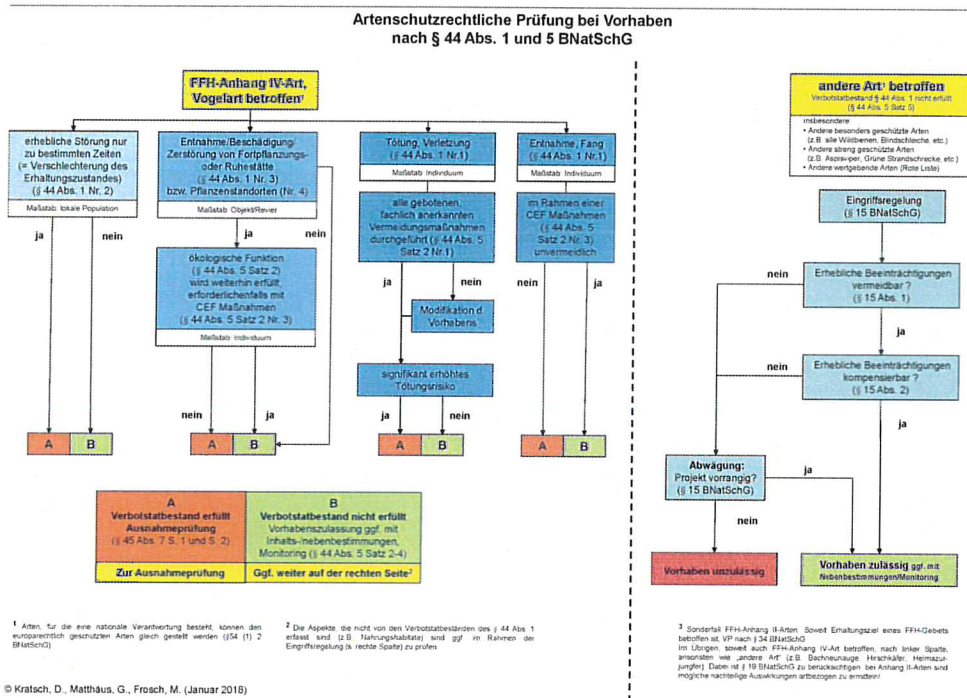 Artenschutzrechtliche Prüfung bei Vorhaben
nach § 44 Abs. 1 und 5 BNatSchG
FFH-Anhang IV-Art,
Vogelart betroffen¹
erhebliche Störung nur
zu bestimmten Zeiten
(= Verschlechterung des
Erhaltungszustandes)
(§ 44 Abs. 1 Nr. 2)
Maßstab: lokale Population
ja
nein
A
B
Entnahme/Beschädigung/
Zerstörung von Fortpflanzungs-
oder Ruhestätte
(§ 44 Abs. 1 Nr. 3)
bzw. Pflanzenstandorten (Nr. 4)
Maßstab: Objekt/Revier
ja
nein
ökologische Funktion
(§ 44 Abs. 5 Satz 2)
wird weiterhin erfüllt,
erforderlichenfalls mit
CEF Maßnahmen
(§ 44 Abs. 5 Satz 2 Nr. 3)
Maßstab: Individuum
nein
ja
A
B
Tötung, Verletzung
(§ 44 Abs. 1 Nr.1)
Maßstab: Individuum
alle gebotenen,
fachlich anerkannten
Vermeidungsmaßnahmen
durchgeführt (§ 44 Abs. 5
Satz 2 Nr.1)
ja
nein
Modifikation d.
Vorhabens
signifikant erhöhtes
Tötungsrisiko
ja
nein
A
B
Entnahme, Fang
(§ 44 Abs. 1 Nr.1)
Maßstab: Individuum
im Rahmen einer
CEF Maßnahmen
(§ 44 Abs. 5
Satz 2 Nr. 3)
unvermeidlich
nein
ja
A
B
A
Verbotstatbestand erfüllt
Ausnahmeprüfung
(§ 45 Abs. 7 S. 1 und S. 2)
Zur Ausnahmeprüfung
B
Verbotstatbestand nicht erfüllt
Vorhabenszulassung ggf. mit
Inhalts-/nebenbestimmungen,
Monitoring (§ 44 Abs. 5 Satz 2-4)
Ggf. weiter auf der rechten Seite²
andere Art¹ betroffen
Verbotstatbestand § 44 Abs. 1 nicht erfüllt
(§ 44 Abs. 5 Satz 5)
insbesondere
• Andere besonders geschützte Arten
(z.B. alle Wildbienen, Blindschleiche, etc.)
• Andere streng geschützte Arten
(z.B. Aspisviper, Grüne Strandschrecke, etc.)
• Andere wertgebende Arten (Rote Liste)
Eingriffsregelung
(§ 15 BNatSchG)
nein
Erhebliche Beeinträchtigungen
vermeidbar ?
(§ 15 Abs. 1)
ja
nein
Erhebliche Beeinträchtigungen
kompensierbar ?
(§ 15 Abs. 2)
ja
Abwägung:
Projekt vorrangig?
(§ 15 BNatSchG)
ja
nein
Vorhaben unzulässig
Vorhaben zulässig ggf. mit
Nebenbestimmungen/Monitoring
¹ Arten, für die eine nationale Verantwortung besteht, können den
europarechtlich geschützten Arten gleich gestellt werden (§54 (1) 2
BNatSchG)
² Die Aspekte, die nicht von den Verbotstatbeständen des § 44 Abs. 1
erfasst sind (z.B. Nahrungshabitate) sind ggf. im Rahmen der
Eingriffsregelung (s. rechte Spalte) zu prüfen
³ Sonderfall FFH-Anhang II-Arten: Soweit Erhaltungsziel eines FFH-Gebiets
betroffen ist, VP nach § 34 BNatSchG.
Im Übrigen, soweit auch FFH-Anhang IV-Art betroffen, nach linker Spalte,
ansonsten wie „andere Art" (z.B. Bachneunauge, Hirschkäfer, Helmazur-
jungfer). Dabei ist § 19 BNatSchG zu berücksichtigen: bei Anhang II-Arten sind
mögliche nachteilige Auswirkungen artbezogen zu ermitteln!
© Kratsch, D., Matthäus, G., Frosch, M. (Januar 2018)